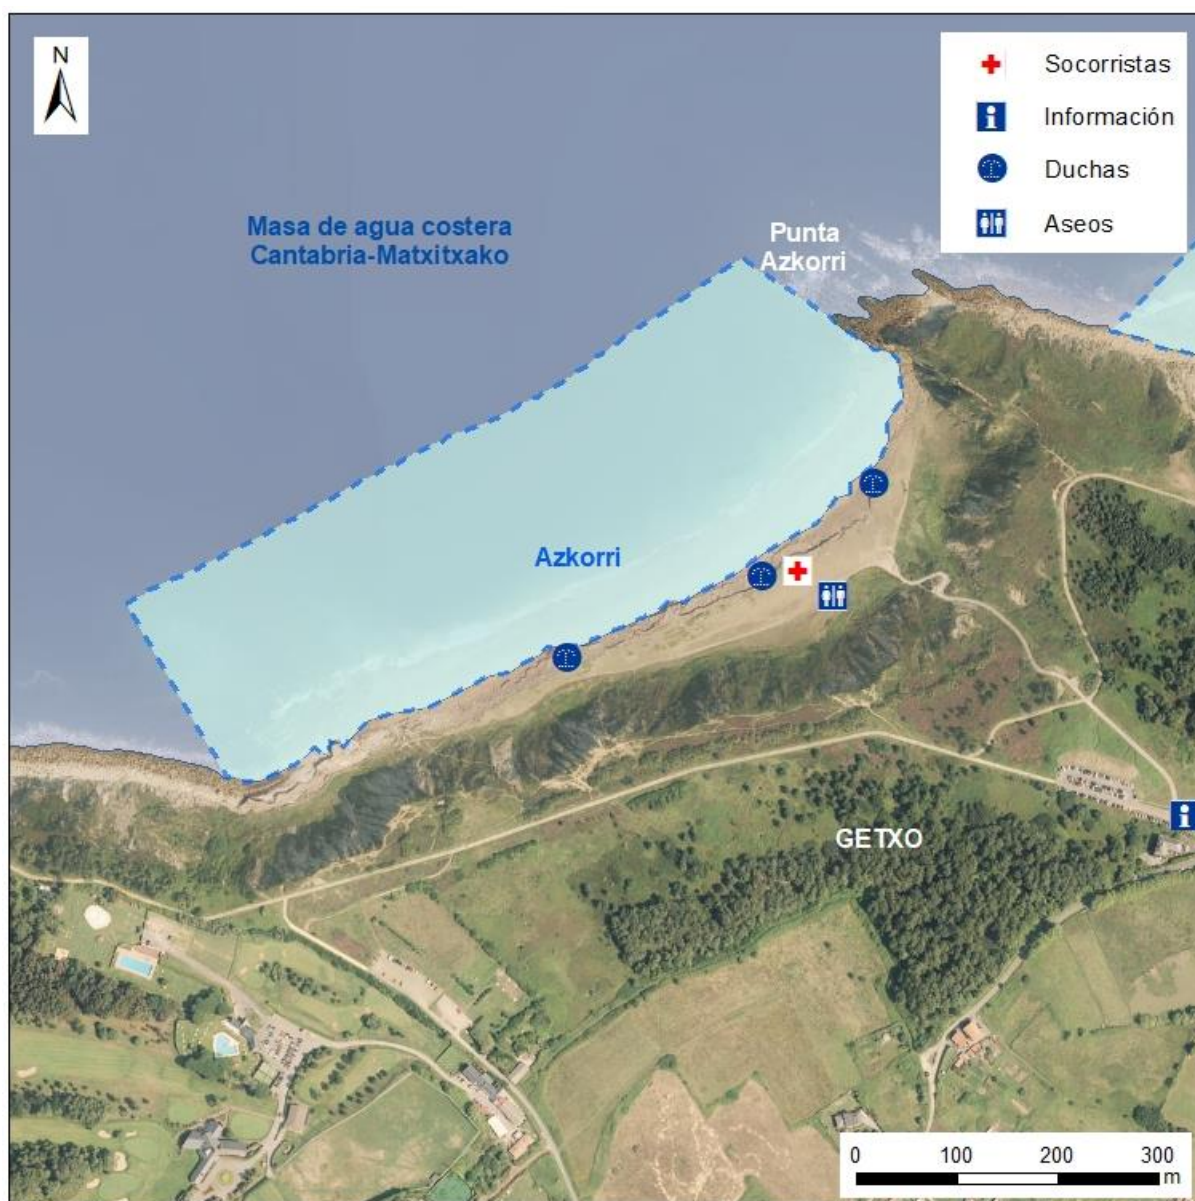 N
Socorristas
Información
Duchas
Aseos
Masa de agua costera
Cantabria-Matxitxako
Punta
Azkorri
Azkorri
GETXO
0 100 200 300
m